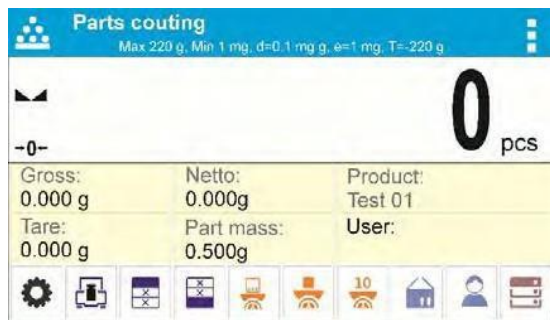 Parts couting
Max 220 g, Min 1 mg, d=0.1 mg g, e=1 mg, T=-220 g
0 pcs
→0←
Gross:
0.000 g
Netto:
0.000g
Product:
Test 01
Tare:
0.000 g
Part mass:
0.500g
User:
10